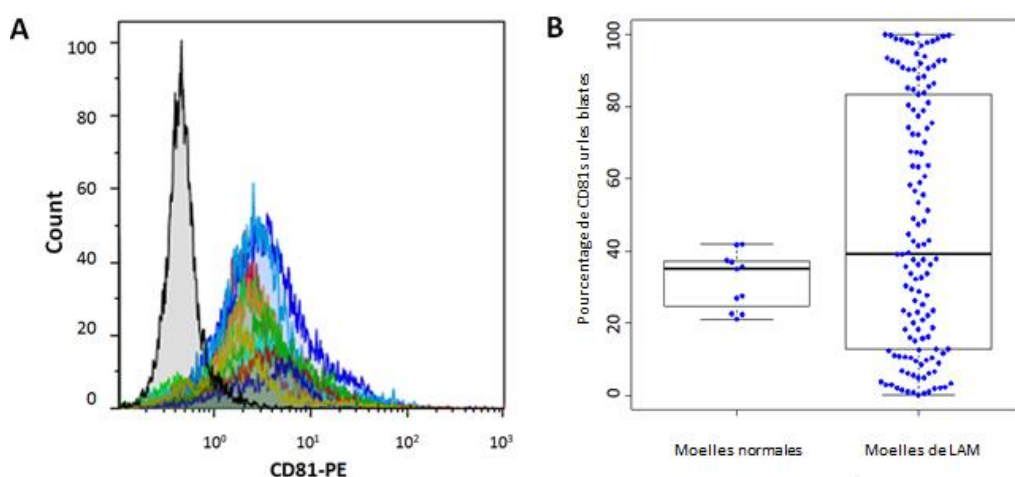 A
Count
100
80
60
40
20
0
10⁰
10¹
10²
10³
CD81-PE
B
Pourcentage de CD81 sur les blastes
100
80
60
40
20
0
Moelles normales
Moelles de LAM